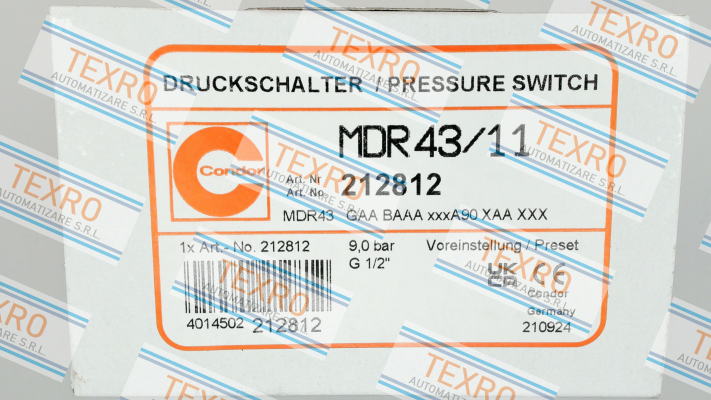 DRUCKSCHALTER / PRESSURE SWITCH
Condor
MDR43/11
Art. Nr
Art. No. 212812
MDR43 GAA BAAA xxxA90 XAA XXX
1x Art.- No. 212812 9,0 bar Voreinstellung / Preset
G 1/2"
UK CA CE
Condor
Germany
4014502 212812 210924
TEXRO
AUTOMATIZARE S.R.L.